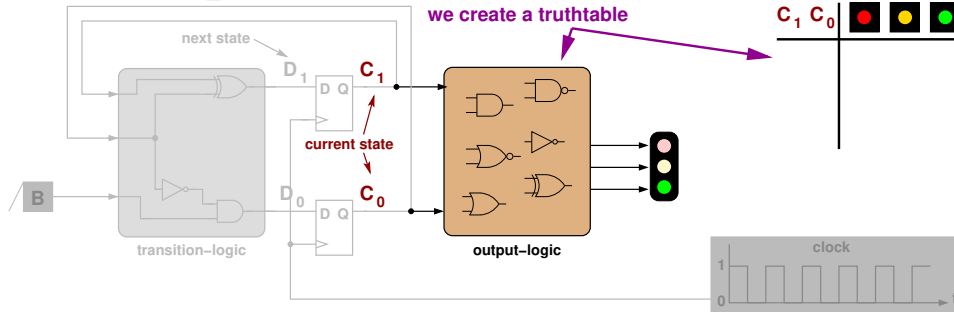 we create a truthtable
C1 C0
next state
D1
C1
D Q
current state
B
D0
C0
D Q
transition−logic
output−logic
clock
1
0
t